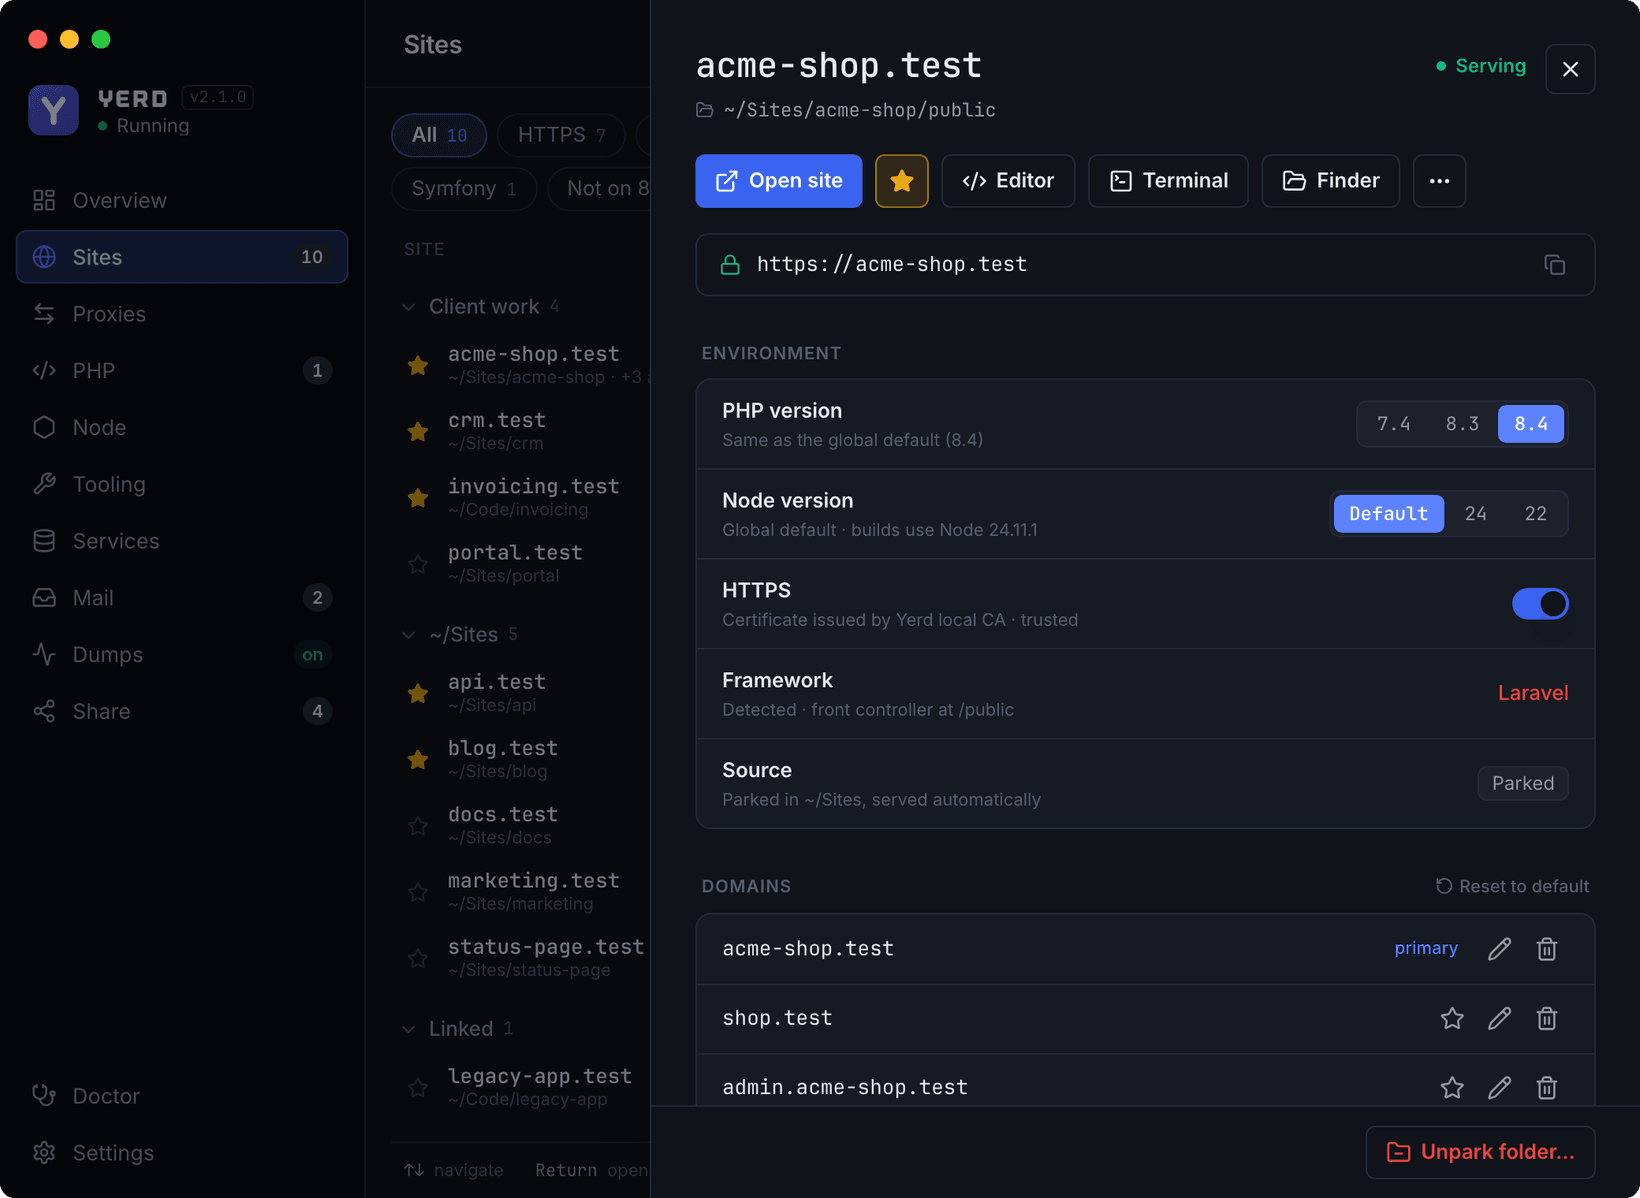 YERD v2.1.0
Running
Overview
Sites 10
Proxies
PHP 1
Node
Tooling
Services
Mail 2
Dumps on
Share 4
Doctor
Settings
Sites
All 10 HTTPS 7
Symfony 1 Not on 8
SITE
Client work 4
acme-shop.test
~/Sites/acme-shop · +3
crm.test
~/Sites/crm
invoicing.test
~/Code/invoicing
portal.test
~/Sites/portal
~/Sites 5
api.test
~/Sites/api
blog.test
~/Sites/blog
docs.test
~/Sites/docs
marketing.test
~/Sites/marketing
status-page.test
~/Sites/status-page
Linked 1
legacy-app.test
~/Code/legacy-app
↑↓ navigate Return open
acme-shop.test
Serving
~/Sites/acme-shop/public
Open site Editor Terminal Finder
https://acme-shop.test
ENVIRONMENT
PHP version
Same as the global default (8.4)
7.4 8.3 8.4
Node version
Global default · builds use Node 24.11.1
Default 24 22
HTTPS
Certificate issued by Yerd local CA · trusted
Framework
Detected · front controller at /public
Laravel
Source
Parked in ~/Sites, served automatically
Parked
DOMAINS Reset to default
acme-shop.test primary
shop.test
admin.acme-shop.test
Unpark folder...